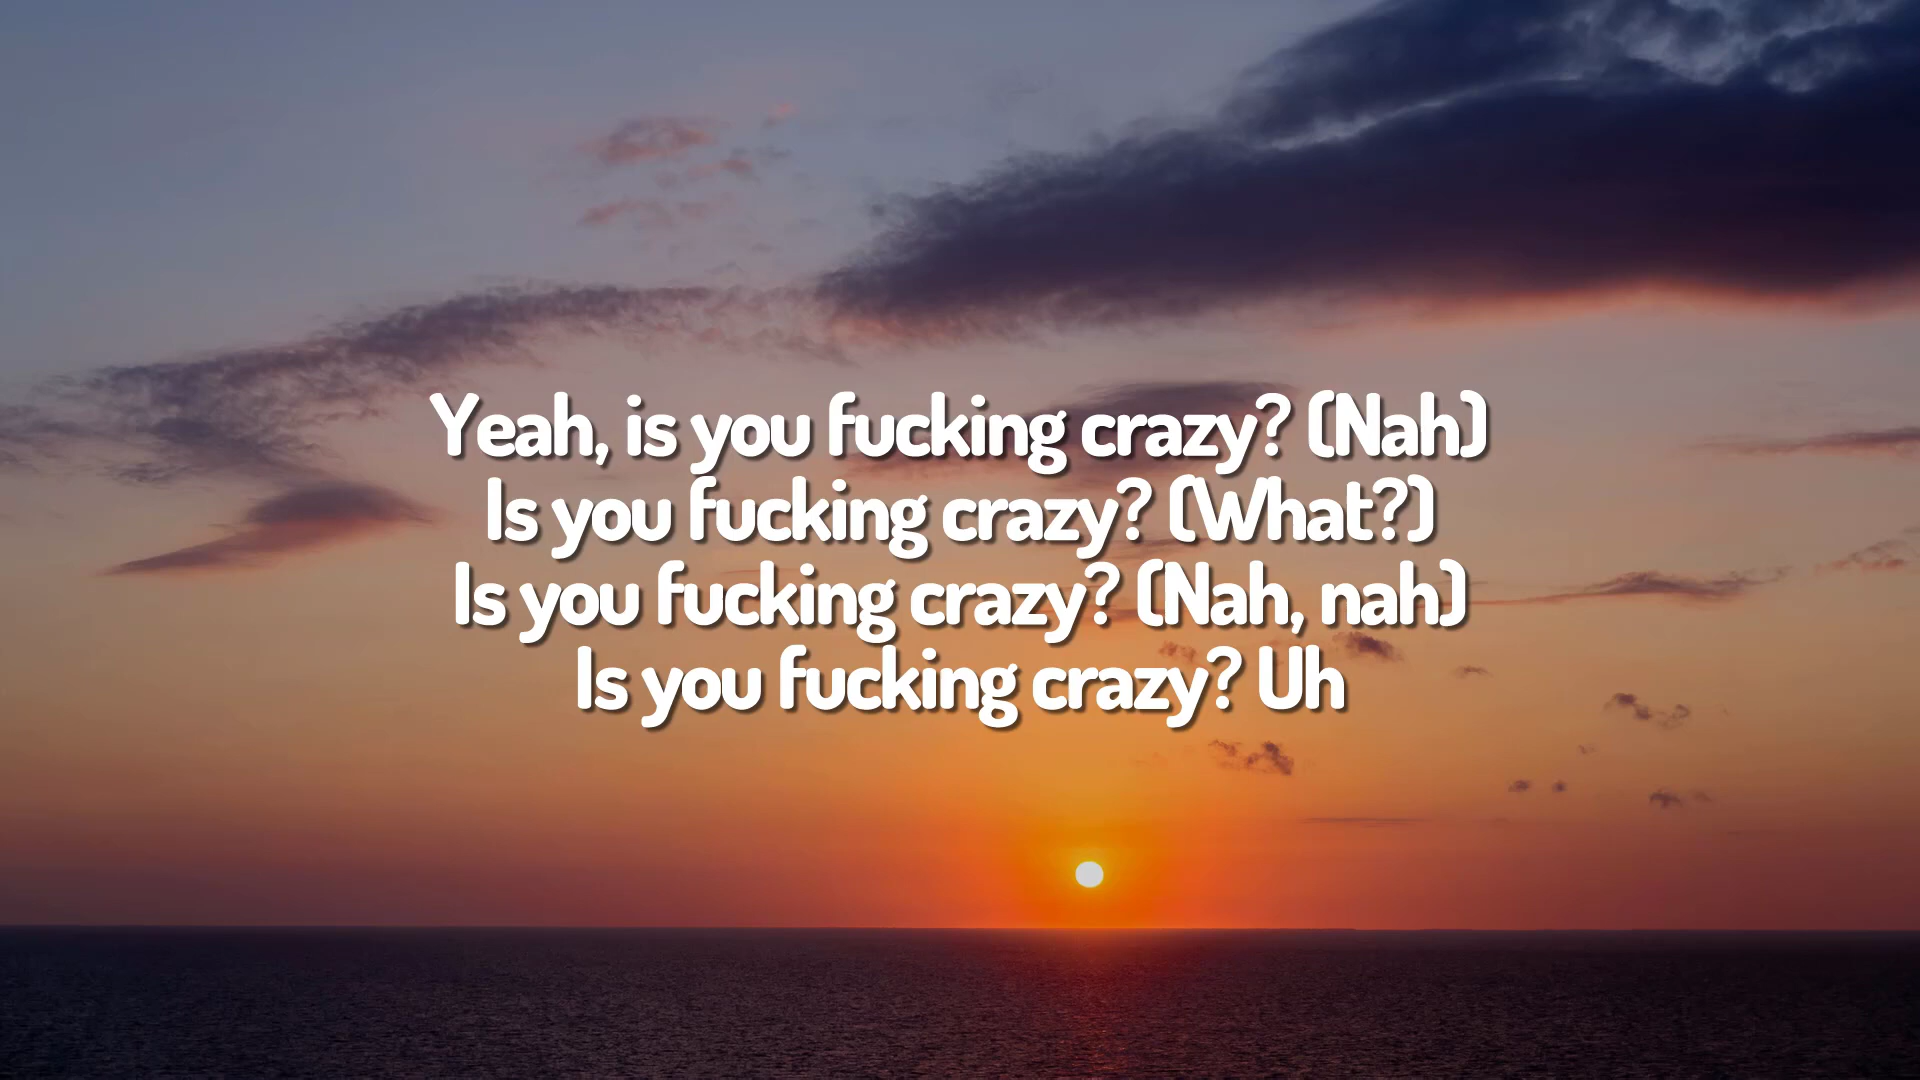 Yeah, is you fucking crazy? (Nah)
Is you fucking crazy? (What?)
Is you fucking crazy? (Nah, nah)
Is you fucking crazy? Uh